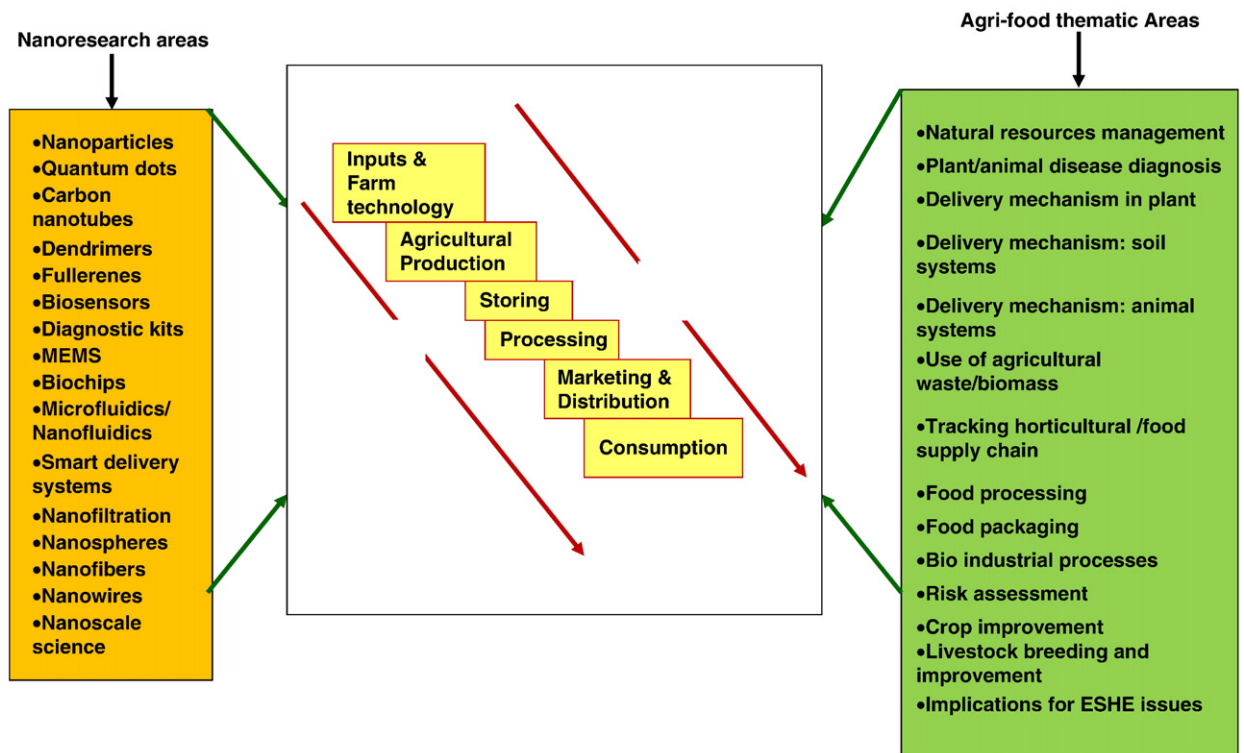 Nanoresearch areas
•Nanoparticles
•Quantum dots
•Carbon
nanotubes
•Dendrimers
•Fullerenes
•Biosensors
•Diagnostic kits
•MEMS
•Biochips
•Microfluidics/
Nanofluidics
•Smart delivery
systems
•Nanofiltration
•Nanospheres
•Nanofibers
•Nanowires
•Nanoscale
science
Inputs &
Farm
technology
Agricultural
Production
Storing
Processing
Marketing &
Distribution
Consumption
Agri-food thematic Areas
•Natural resources management
•Plant/animal disease diagnosis
•Delivery mechanism in plant
•Delivery mechanism: soil
systems
•Delivery mechanism: animal
systems
•Use of agricultural
waste/biomass
•Tracking horticultural /food
supply chain
•Food processing
•Food packaging
•Bio industrial processes
•Risk assessment
•Crop improvement
•Livestock breeding and
improvement
•Implications for ESHE issues